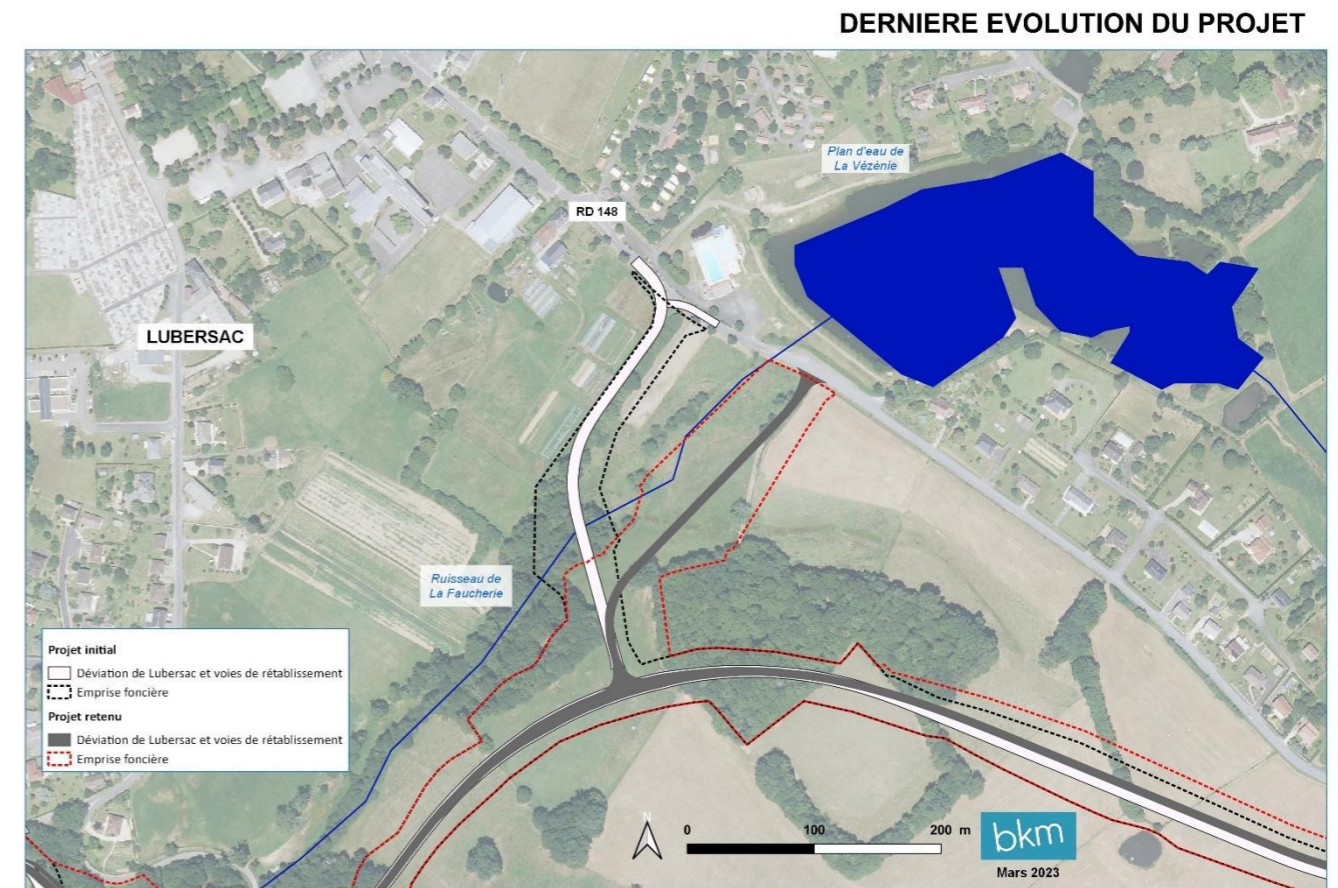 DERNIERE EVOLUTION DU PROJET
Plan d'eau de
La Vézénie
RD 148
LUBERSAC
Ruisseau de
La Faucherie
Projet initial
Déviation de Lubersac et voies de rétablissement
Emprise foncière
Projet retenu
Déviation de Lubersac et voies de rétablissement
Emprise foncière
N
0 100 200 m
bkm
Mars 2023